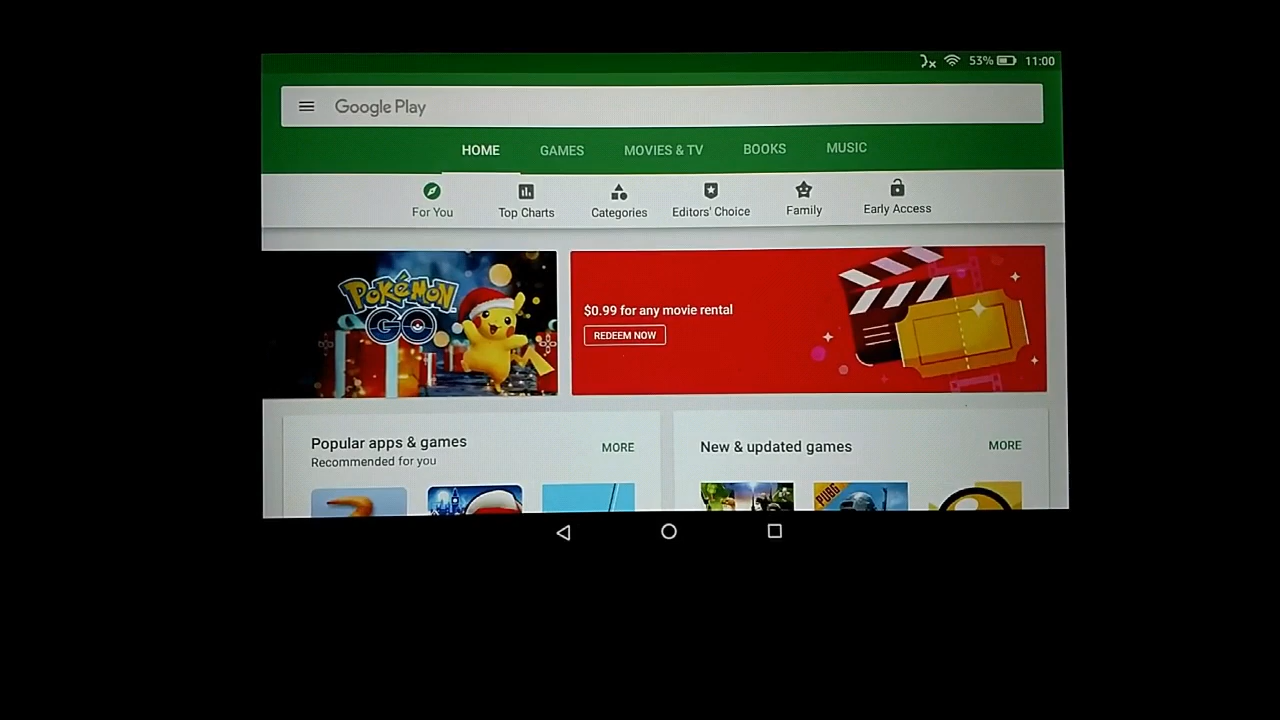 53% 11:00
Google Play
HOME GAMES MOVIES & TV BOOKS MUSIC
For You Top Charts Categories Editors' Choice Family Early Access
POKéMON
GO
$0.99 for any movie rental
REDEEM NOW
Popular apps & games MORE
Recommended for you
New & updated games MORE
PUBG